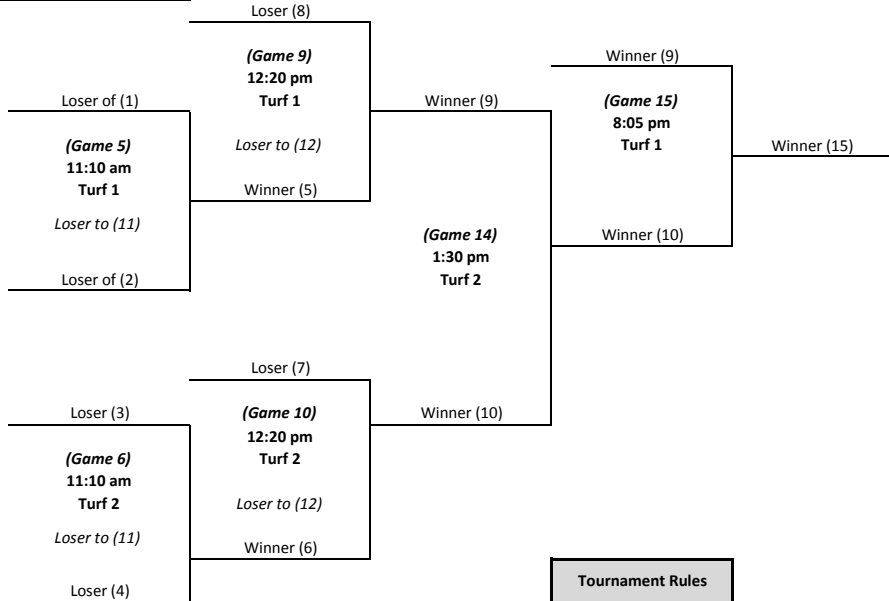 Loser (8)
(Game 9)
12:20 pm
Turf 1
Loser to (12)
Winner (5)
Loser of (1)
(Game 5)
11:10 am
Turf 1
Loser to (11)
Loser of (2)
Winner (9)
(Game 14)
1:30 pm
Turf 2
Winner (9)
(Game 15)
8:05 pm
Turf 1
Winner (15)
Winner (10)
Loser (7)
(Game 10)
12:20 pm
Turf 2
Loser to (12)
Winner (6)
Winner (10)
Loser (3)
(Game 6)
11:10 am
Turf 2
Loser to (11)
Loser (4)
Tournament Rules